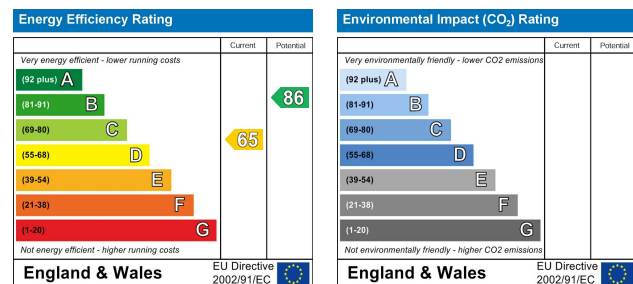 Energy Efficiency Rating
Current Potential
Very energy efficient - lower running costs
(92 plus) A
(81-91) B
86
(69-80) C
65
(55-68) D
(39-54) E
(21-38) F
(1-20) G
Not energy efficient - higher running costs
England & Wales
EU Directive
2002/91/EC
Environmental Impact (CO2) Rating
Current Potential
Very environmentally friendly - lower CO2 emissions
(92 plus) A
(81-91) B
(69-80) C
(55-68) D
(39-54) E
(21-38) F
(1-20) G
Not environmentally friendly - higher CO2 emissions
England & Wales
EU Directive
2002/91/EC